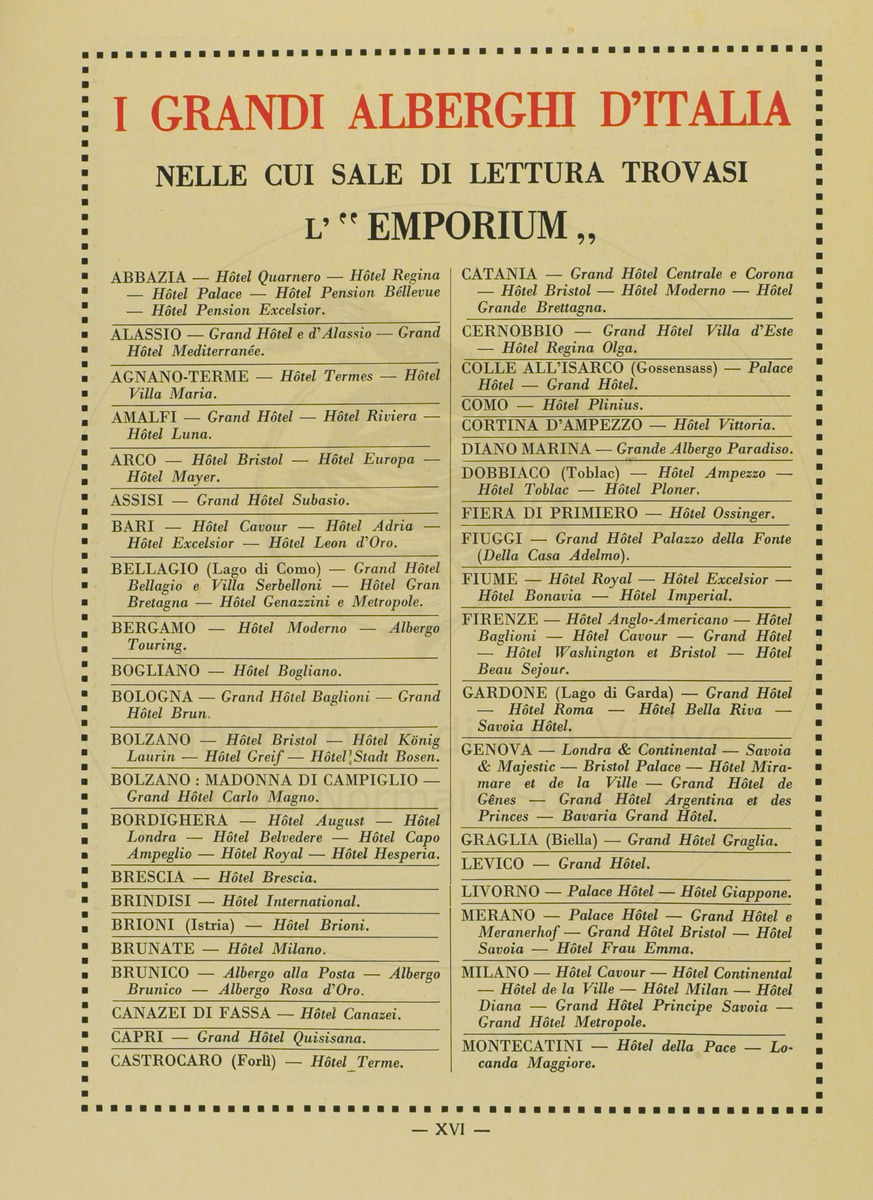 I GRANDI ALBERGHI D'ITALIA
NELLE CUI SALE DI LETTURA TROVASI
L' " EMPORIUM „
ABBAZIA — Hôtel Quarnero — Hôtel Regina
— Hôtel Palace — Hôtel Pension Béllevue
— Hôtel Pension Excelsior.
ALASSIO — Grand Hôtel e d'Alassio — Grand
Hôtel Mediterranée.
AGNANO-TERME — Hôtel Termes — Hôtel
Villa Maria.
AMALFI — Grand Hôtel — Hôtel Riviera —
Hôtel Luna.
ARCO — Hôtel Bristol — Hôtel Europa —
Hôtel Mayer.
ASSISI — Grand Hôtel Subasio.
BARI — Hôtel Cavour — Hôtel Adria —
Hôtel Excelsior — Hôtel Leon d'Oro.
BELLAGIO (Lago di Como) — Grand Hôtel
Bellagio e Villa Serbelloni — Hôtel Gran
Bretagna — Hôtel Genazzini e Metropole.
BERGAMO — Hôtel Moderno — Albergo
Touring.
BOGLIANO — Hôtel Bogliano.
BOLOGNA — Grand Hôtel Baglioni — Grand
Hôtel Brun.
BOLZANO — Hôtel Bristol — Hôtel König
Laurin — Hôtel Greif — Hôtel Stadt Bosen.
BOLZANO : MADONNA DI CAMPIGLIO —
Grand Hôtel Carlo Magno.
BORDIGHERA — Hôtel August — Hôtel
Londra — Hôtel Belvedere — Hôtel Capo
Ampeglio — Hôtel Royal — Hôtel Hesperia.
BRESCIA — Hôtel Brescia.
BRINDISI — Hôtel International.
BRIONI (Istria) — Hôtel Brioni.
BRUNATE — Hôtel Milano.
BRUNICO — Albergo alla Posta — Albergo
Brunico — Albergo Rosa d'Oro.
CANAZEI DI FASSA — Hôtel Canazei.
CAPRI — Grand Hôtel Quisisana.
CASTROCARO (Forlì) — Hôtel Terme.
CATANIA — Grand Hôtel Centrale e Corona
— Hôtel Bristol — Hôtel Moderno — Hôtel
Grande Brettagna.
CERNOBBIO — Grand Hôtel Villa d'Este
— Hôtel Regina Olga.
COLLE ALL'ISARCO (Gossensass) — Palace
Hôtel — Grand Hôtel.
COMO — Hôtel Plinius.
CORTINA D'AMPEZZO — Hôtel Vittoria.
DIANO MARINA — Grande Albergo Paradiso.
DOBBIACO (Toblac) — Hôtel Ampezzo —
Hôtel Toblac — Hôtel Ploner.
FIERA DI PRIMIERO — Hôtel Ossinger.
FIUGGI — Grand Hôtel Palazzo della Fonte
(Della Casa Adelmo).
FIUME — Hôtel Royal — Hôtel Excelsior —
Hôtel Bonavia — Hôtel Imperial.
FIRENZE — Hôtel Anglo-Americano — Hôtel
Baglioni — Hôtel Cavour — Grand Hôtel
— Hôtel Washington et Bristol — Hôtel
Beau Sejour.
GARDONE (Lago di Garda) — Grand Hôtel
— Hôtel Roma — Hôtel Bella Riva —
Savoia Hôtel.
GENOVA — Londra & Continental — Savoia
& Majestic — Bristol Palace — Hôtel Mira-
mare et de la Ville — Grand Hôtel de
Gênes — Grand Hôtel Argentina et des
Princes — Bavaria Grand Hôtel.
GRAGLIA (Biella) — Grand Hôtel Graglia.
LEVICO — Grand Hôtel.
LIVORNO — Palace Hôtel — Hôtel Giappone.
MERANO — Palace Hôtel — Grand Hôtel e
Meranerhof — Grand Hôtel Bristol — Hôtel
Savoia — Hôtel Frau Emma.
MILANO — Hôtel Cavour — Hôtel Continental
— Hôtel de la Ville — Hôtel Milan — Hôtel
Diana — Grand Hôtel Principe Savoia —
Grand Hôtel Metropole.
MONTECATINI — Hôtel della Pace — Lo-
canda Maggiore.
— XVI —